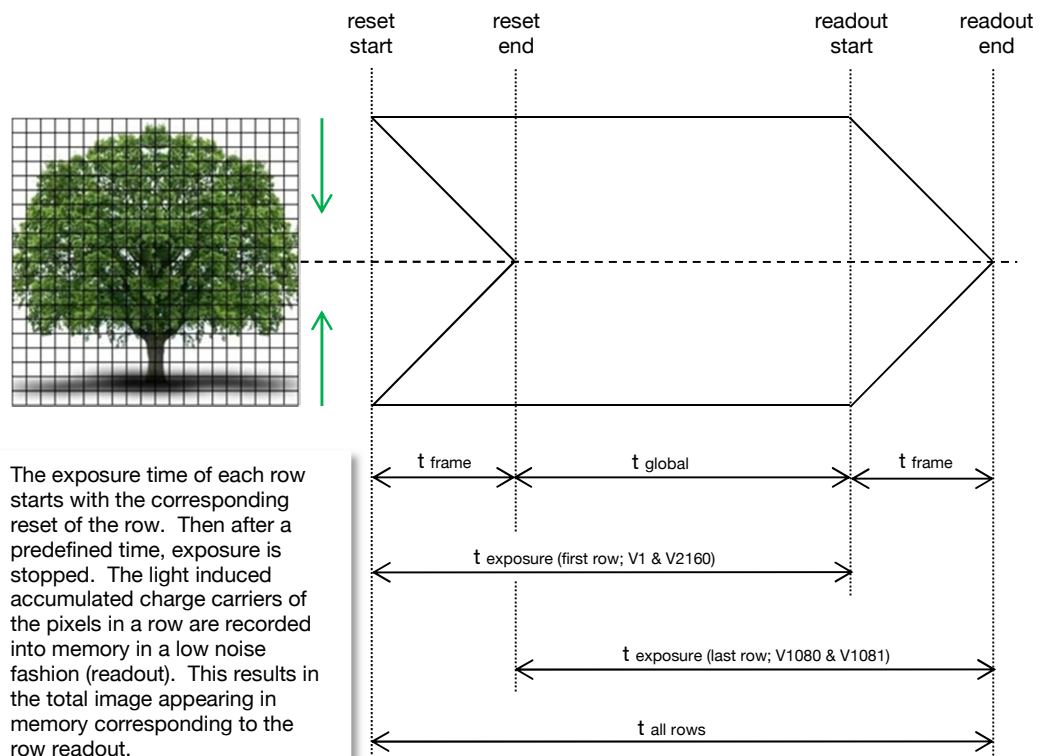 reset
start
reset
end
readout
start
readout
end
t frame
t global
t frame
t exposure (first row; V1 & V2160)
t exposure (last row; V1080 & V1081)
t all rows
The exposure time of each row
starts with the corresponding
reset of the row.  Then after a
predefined time, exposure is
stopped.  The light induced
accumulated charge carriers of
the pixels in a row are recorded
into memory in a low noise
fashion (readout).  This results in
the total image appearing in
memory corresponding to the
row readout.